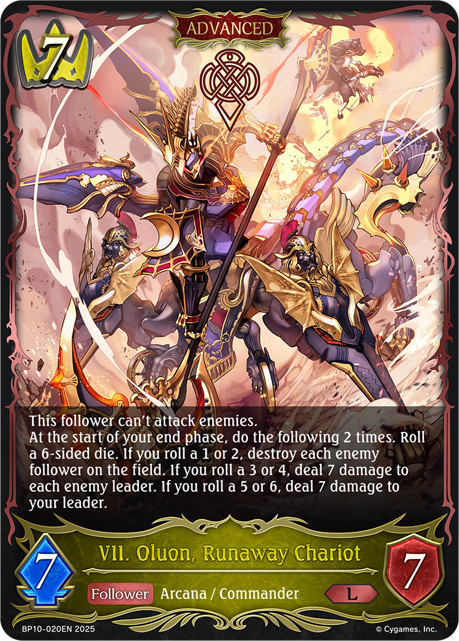 ADVANCED
7
This follower can't attack enemies.
At the start of your end phase, do the following 2 times. Roll
a 6-sided die. If you roll a 1 or 2, destroy each enemy
follower on the field. If you roll a 3 or 4, deal 7 damage to
each enemy leader. If you roll a 5 or 6, deal 7 damage to
your leader.
VII. Oluon, Runaway Chariot
7
Follower Arcana / Commander L
7
BP10-020EN 2025 © Cygames, Inc.